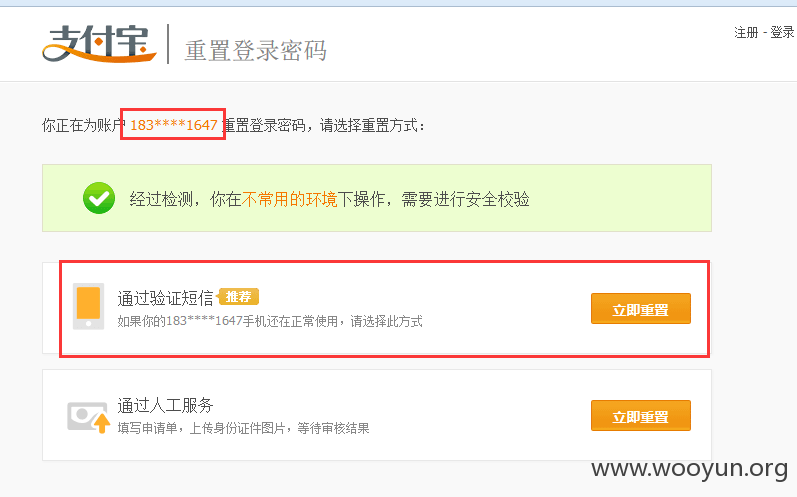 支付宝 重置登录密码
注册 - 登录
你正在为账户 183****1647 重置登录密码，请选择重置方式：
经过检测，你在不常用的环境下操作，需要进行安全校验
通过验证短信 推荐
如果你的183****1647手机还在正常使用，请选择此方式
立即重置
通过人工服务
填写申请单，上传身份证件图片，等待审核结果
立即重置
www.wooyun.org